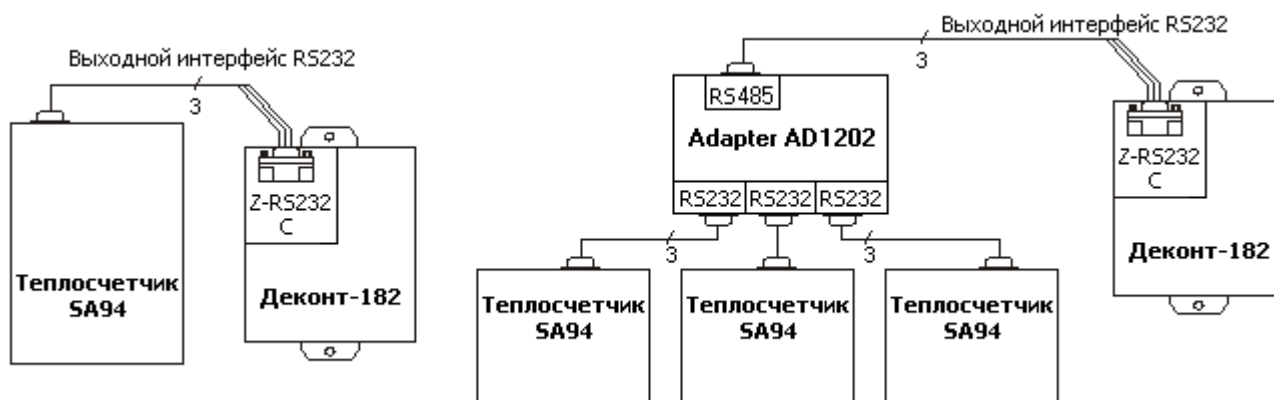 Выходной интерфейс RS232
3
Z-RS232
C
Теплосчетчик
SA94
Деконт-182
Выходной интерфейс RS232
3
RS485
Adapter AD1202
RS232 RS232 RS232
Z-RS232
C
Деконт-182
3 3
Теплосчетчик
SA94
Теплосчетчик
SA94
Теплосчетчик
SA94